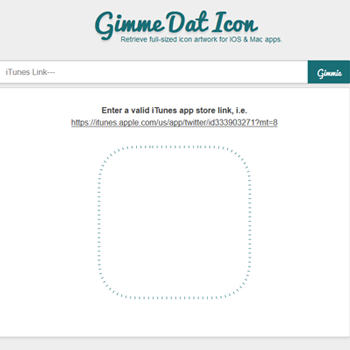 Gimme Dat Icon
Retrieve full-sized icon artwork for iOS & Mac apps.
iTunes Link---
Gimmie
Enter a valid iTunes app store link, i.e.
https://itunes.apple.com/us/app/twitter/id333903271?mt=8